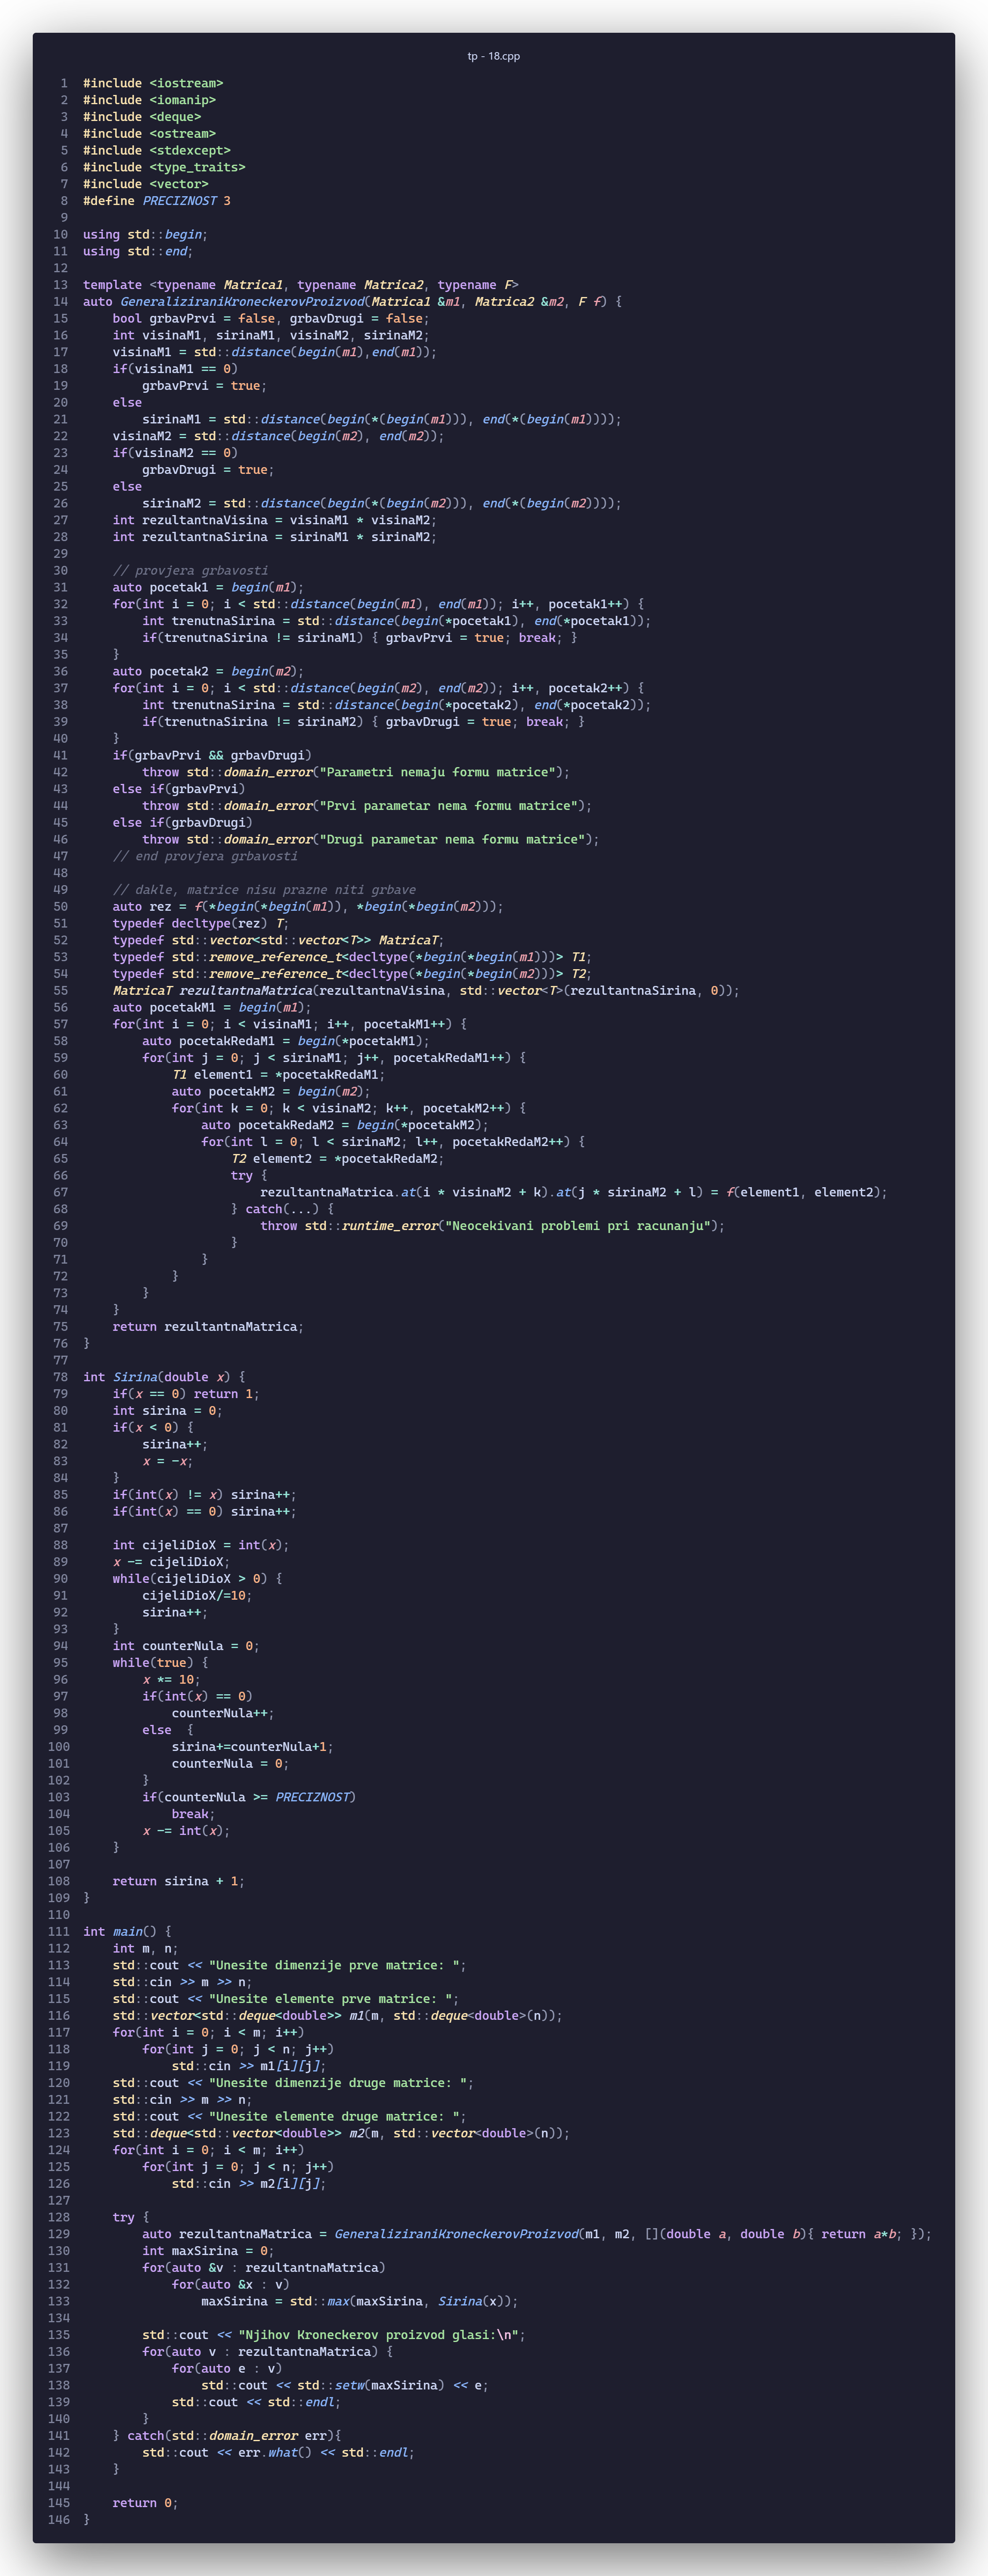 tp - 18.cpp
1 #include <iostream>
2 #include <iomanip>
3 #include <deque>
4 #include <ostream>
5 #include <stdexcept>
6 #include <type_traits>
7 #include <vector>
8 #define PRECIZNOST 3
9
10 using std::begin;
11 using std::end;
12
13 template <typename Matrica1, typename Matrica2, typename F>
14 auto GeneraliziraniKroneckerovProizvod(Matrica1 &m1, Matrica2 &m2, F f) {
15     bool grbavPrvi = false, grbavDrugi = false;
16     int visinaM1, sirinaM1, visinaM2, sirinaM2;
17     visinaM1 = std::distance(begin(m1),end(m1));
18     if(visinaM1 == 0)
19         grbavPrvi = true;
20     else
21         sirinaM1 = std::distance(begin(*(begin(m1))), end(*(begin(m1))));
22     visinaM2 = std::distance(begin(m2), end(m2));
23     if(visinaM2 == 0)
24         grbavDrugi = true;
25     else
26         sirinaM2 = std::distance(begin(*(begin(m2))), end(*(begin(m2))));
27     int rezultantnaVisina = visinaM1 * visinaM2;
28     int rezultantnaSirina = sirinaM1 * sirinaM2;
29
30     // provjera grbavosti
31     auto pocetak1 = begin(m1);
32     for(int i = 0; i < std::distance(begin(m1), end(m1)); i++, pocetak1++) {
33         int trenutnaSirina = std::distance(begin(*pocetak1), end(*pocetak1));
34         if(trenutnaSirina != sirinaM1) { grbavPrvi = true; break; }
35     }
36     auto pocetak2 = begin(m2);
37     for(int i = 0; i < std::distance(begin(m2), end(m2)); i++, pocetak2++) {
38         int trenutnaSirina = std::distance(begin(*pocetak2), end(*pocetak2));
39         if(trenutnaSirina != sirinaM2) { grbavDrugi = true; break; }
40     }
41     if(grbavPrvi && grbavDrugi)
42         throw std::domain_error("Parametri nemaju formu matrice");
43     else if(grbavPrvi)
44         throw std::domain_error("Prvi parametar nema formu matrice");
45     else if(grbavDrugi)
46         throw std::domain_error("Drugi parametar nema formu matrice");
47     // end provjera grbavosti
48
49     // dakle, matrice nisu prazne niti grbave
50     auto rez = f(*begin(*begin(m1)), *begin(*begin(m2)));
51     typedef decltype(rez) T;
52     typedef std::vector<std::vector<T>> MatricaT;
53     typedef std::remove_reference_t<decltype(*begin(*begin(m1)))> T1;
54     typedef std::remove_reference_t<decltype(*begin(*begin(m2)))> T2;
55     MatricaT rezultantnaMatrica(rezultantnaVisina, std::vector<T>(rezultantnaSirina, 0));
56     auto pocetakM1 = begin(m1);
57     for(int i = 0; i < visinaM1; i++, pocetakM1++) {
58         auto pocetakRedaM1 = begin(*pocetakM1);
59         for(int j = 0; j < sirinaM1; j++, pocetakRedaM1++) {
60             T1 element1 = *pocetakRedaM1;
61             auto pocetakM2 = begin(m2);
62             for(int k = 0; k < visinaM2; k++, pocetakM2++) {
63                 auto pocetakRedaM2 = begin(*pocetakM2);
64                 for(int l = 0; l < sirinaM2; l++, pocetakRedaM2++) {
65                     T2 element2 = *pocetakRedaM2;
66                     try {
67                         rezultantnaMatrica.at(i * visinaM2 + k).at(j * sirinaM2 + l) = f(element1, element2);
68                     } catch(...) {
69                         throw std::runtime_error("Neocekivani problemi pri racunanju");
70                     }
71                 }
72             }
73         }
74     }
75     return rezultantnaMatrica;
76 }
77
78 int Sirina(double x) {
79     if(x == 0) return 1;
80     int sirina = 0;
81     if(x < 0) {
82         sirina++;
83         x = -x;
84     }
85     if(int(x) != x) sirina++;
86     if(int(x) == 0) sirina++;
87
88     int cijeliDioX = int(x);
89     x -= cijeliDioX;
90     while(cijeliDioX > 0) {
91         cijeliDioX/=10;
92         sirina++;
93     }
94     int counterNula = 0;
95     while(true) {
96         x *= 10;
97         if(int(x) == 0)
98             counterNula++;
99         else  {
100             sirina+=counterNula+1;
101             counterNula = 0;
102         }
103         if(counterNula >= PRECIZNOST)
104             break;
105         x -= int(x);
106     }
107
108     return sirina + 1;
109 }
110
111 int main() {
112     int m, n;
113     std::cout << "Unesite dimenzije prve matrice: ";
114     std::cin >> m >> n;
115     std::cout << "Unesite elemente prve matrice: ";
116     std::vector<std::deque<double>> m1(m, std::deque<double>(n));
117     for(int i = 0; i < m; i++)
118         for(int j = 0; j < n; j++)
119             std::cin >> m1[i][j];
120     std::cout << "Unesite dimenzije druge matrice: ";
121     std::cin >> m >> n;
122     std::cout << "Unesite elemente druge matrice: ";
123     std::deque<std::vector<double>> m2(m, std::vector<double>(n));
124     for(int i = 0; i < m; i++)
125         for(int j = 0; j < n; j++)
126             std::cin >> m2[i][j];
127
128     try {
129         auto rezultantnaMatrica = GeneraliziraniKroneckerovProizvod(m1, m2, [](double a, double b){ return a*b; });
130         int maxSirina = 0;
131         for(auto &v : rezultantnaMatrica)
132             for(auto &x : v)
133                 maxSirina = std::max(maxSirina, Sirina(x));
134
135         std::cout << "Njihov Kroneckerov proizvod glasi:\n";
136         for(auto v : rezultantnaMatrica) {
137             for(auto e : v)
138                 std::cout << std::setw(maxSirina) << e;
139             std::cout << std::endl;
140         }
141     } catch(std::domain_error err){
142         std::cout << err.what() << std::endl;
143     }
144
145     return 0;
146 }